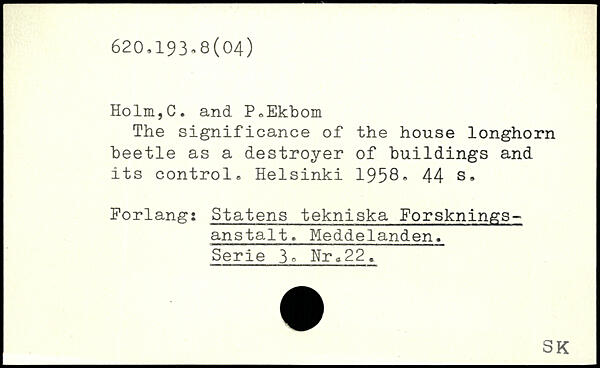 620.193.8(04)
Holm,C. and P.Ekbom
The significance of the house longhorn
beetle as a destroyer of buildings and
its control. Helsinki 1958. 44 s.
Forlang: Statens tekniska Forsknings-
anstalt. Meddelanden.
Serie 3. Nr.22.
SK